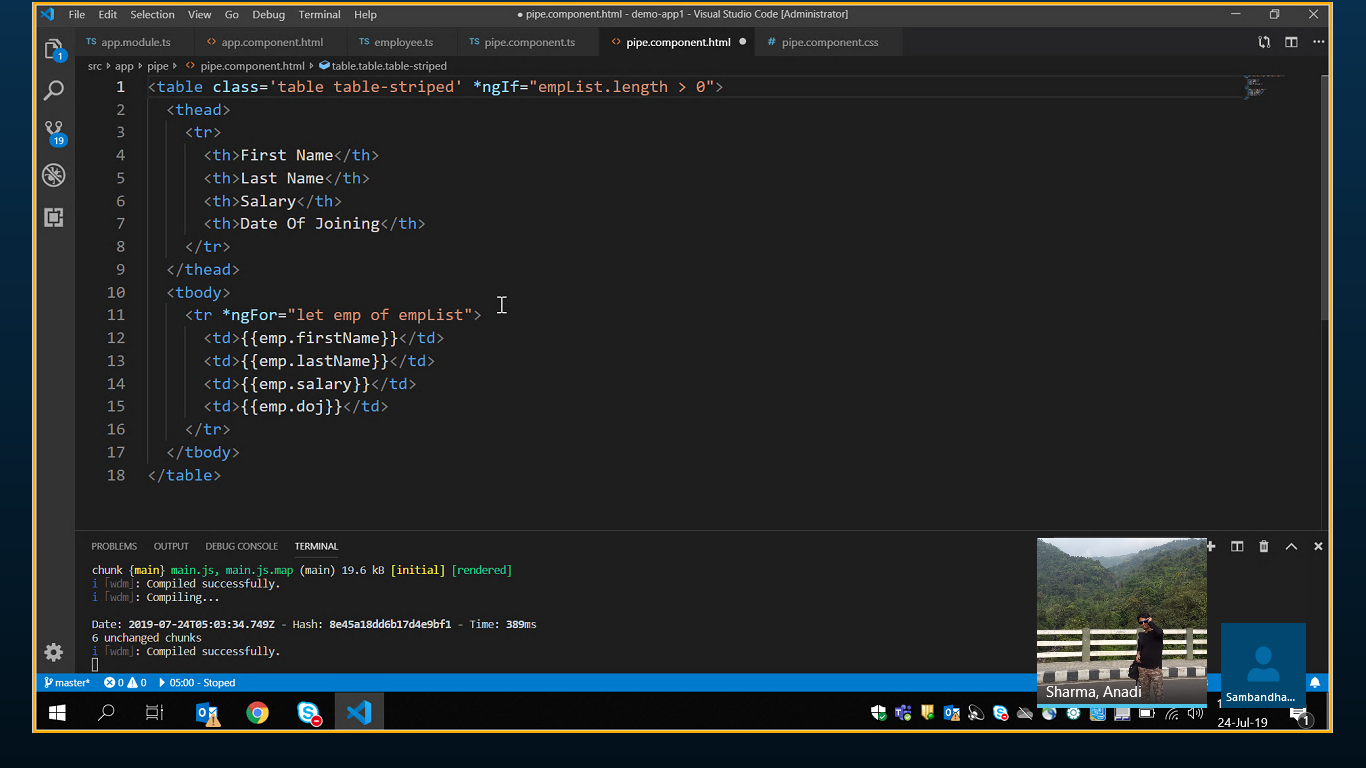 File Edit Selection View Go Debug Terminal Help
● pipe.component.html - demo-app1 - Visual Studio Code [Administrator]
TS app.module.ts <> app.component.html TS employee.ts TS pipe.component.ts <> pipe.component.html ● # pipe.component.css ...
src > app > pipe > <> pipe.component.html > table.table.table-striped
1 <table class='table table-striped' *ngIf="empList.length > 0">
2 <thead>
3 <tr>
4 <th>First Name</th>
5 <th>Last Name</th>
6 <th>Salary</th>
7 <th>Date Of Joining</th>
8 </tr>
9 </thead>
10 <tbody>
11 <tr *ngFor="let emp of empList">
12 <td>{{emp.firstName}}</td>
13 <td>{{emp.lastName}}</td>
14 <td>{{emp.salary}}</td>
15 <td>{{emp.doj}}</td>
16 </tr>
17 </tbody>
18 </table>
1
19
PROBLEMS OUTPUT DEBUG CONSOLE TERMINAL
chunk {main} main.js, main.js.map (main) 19.6 kB [initial] [rendered]
i ｢wdm｣: Compiled successfully.
i ｢wdm｣: Compiling...
Date: 2019-07-24T05:03:34.749Z - Hash: 8e45a18dd6b17d4e9bf1 - Time: 389ms
6 unchanged chunks
i ｢wdm｣: Compiled successfully.
master* 0 0 05:00 - Stoped
Sharma, Anadi
Sambandha...
24-Jul-19
1